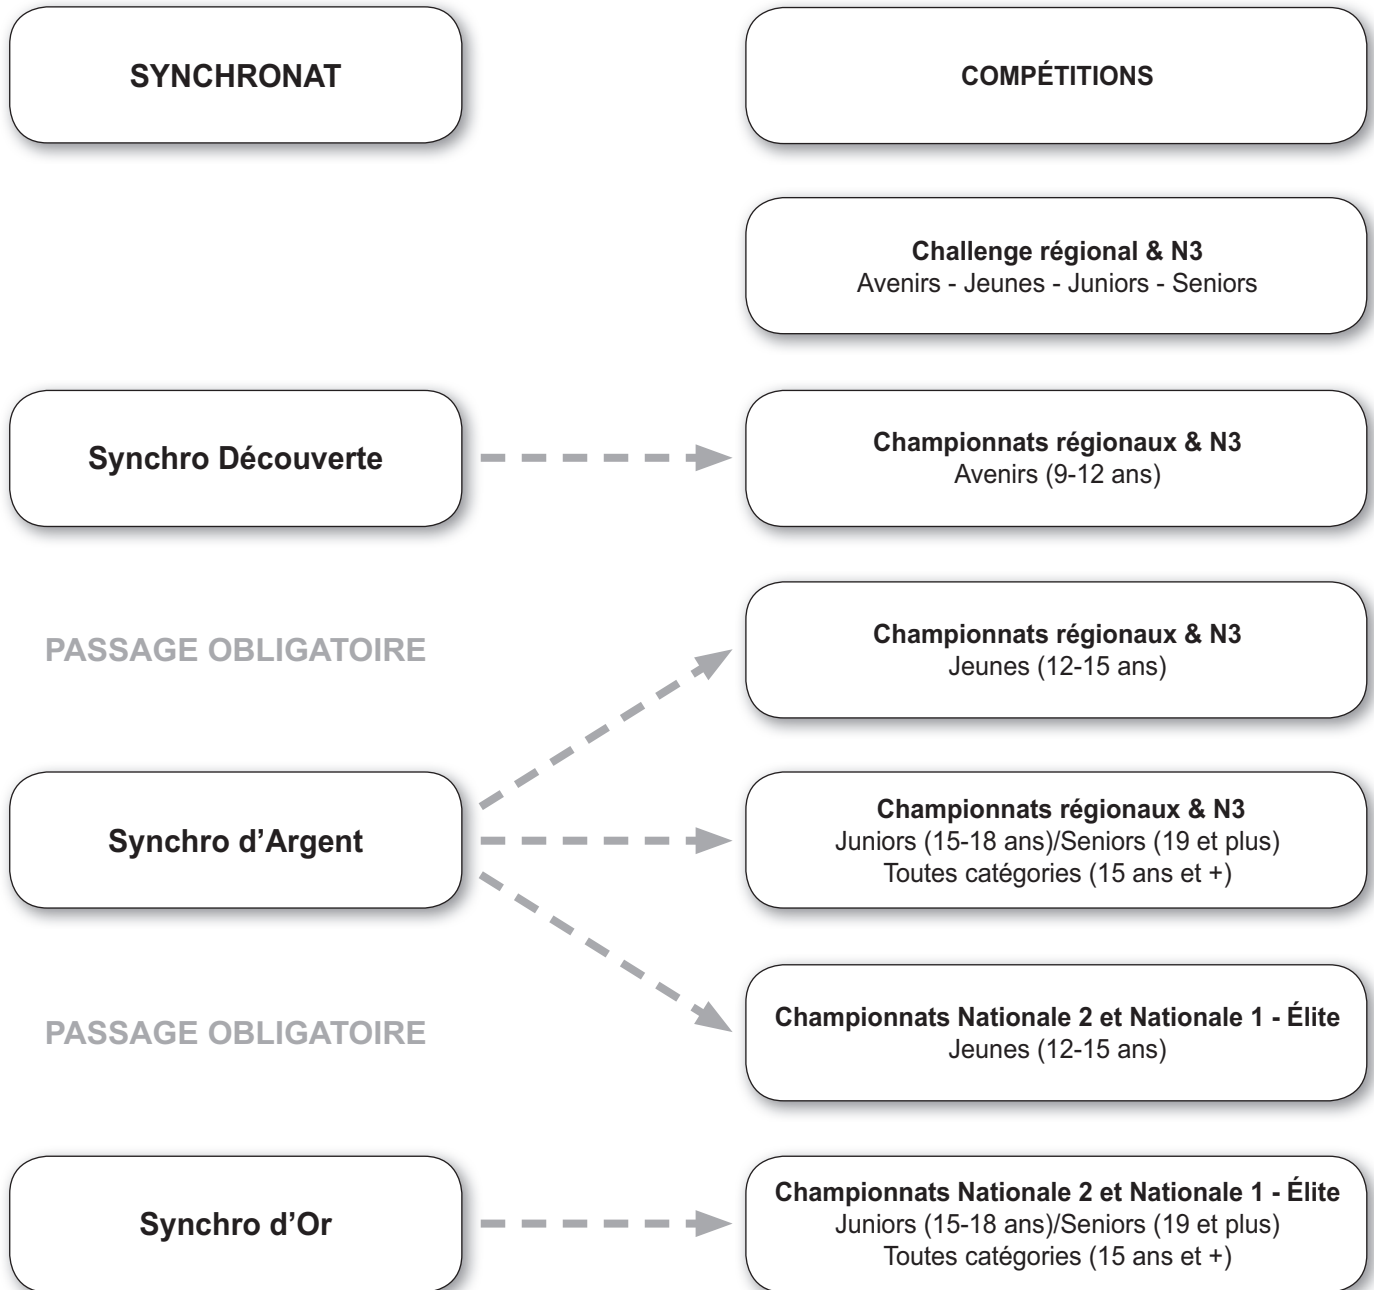 SYNCHRONAT
COMPÉTITIONS
Challenge régional & N3
Avenirs - Jeunes - Juniors - Seniors
Synchro Découverte
Championnats régionaux & N3
Avenirs (9-12 ans)
PASSAGE OBLIGATOIRE
Championnats régionaux & N3
Jeunes (12-15 ans)
Synchro d’Argent
Championnats régionaux & N3
Juniors (15-18 ans)/Seniors (19 et plus)
Toutes catégories (15 ans et +)
PASSAGE OBLIGATOIRE
Championnats Nationale 2 et Nationale 1 - Élite
Jeunes (12-15 ans)
Synchro d’Or
Championnats Nationale 2 et Nationale 1 - Élite
Juniors (15-18 ans)/Seniors (19 et plus)
Toutes catégories (15 ans et +)